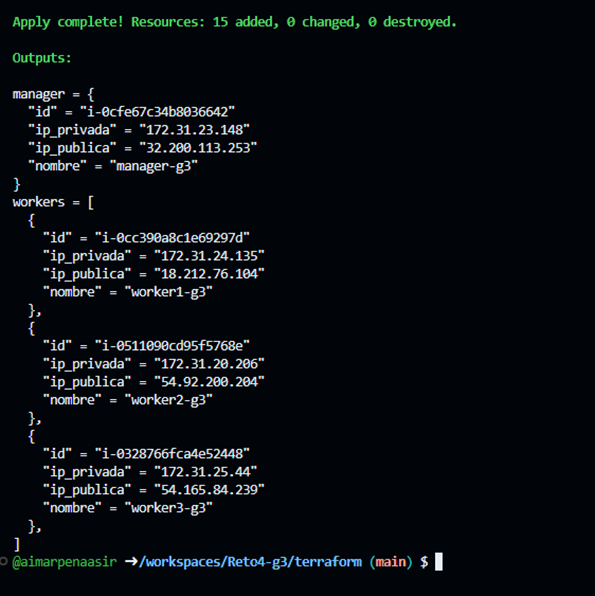 Apply complete! Resources: 15 added, 0 changed, 0 destroyed.
Outputs:
manager = {
"id" = "i-0cfe67c34b8036642"
"ip_privada" = "172.31.23.148"
"ip_publica" = "32.200.113.253"
"nombre" = "manager-g3"
}
workers = [
{
"id" = "i-0cc390a8c1e69297d"
"ip_privada" = "172.31.24.135"
"ip_publica" = "18.212.76.104"
"nombre" = "worker1-g3"
},
{
"id" = "i-0511090cd95f5768e"
"ip_privada" = "172.31.20.206"
"ip_publica" = "54.92.200.204"
"nombre" = "worker2-g3"
},
{
"id" = "i-0328766fca4e52448"
"ip_privada" = "172.31.25.44"
"ip_publica" = "54.165.84.239"
"nombre" = "worker3-g3"
},
]
@aimarpenaasir ➜/workspaces/Reto4-g3/terraform (main) $